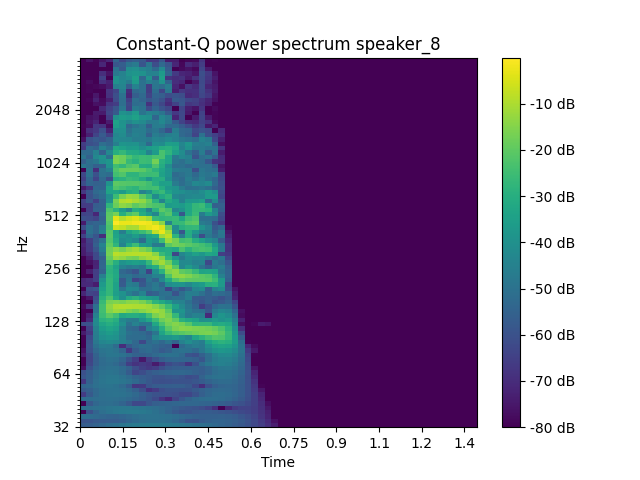 Constant-Q power spectrum speaker_8
Hz
2048
1024
512
256
128
64
32
0 0.15 0.3 0.45 0.6 0.75 0.9 1.1 1.2 1.4
Time
-10 dB
-20 dB
-30 dB
-40 dB
-50 dB
-60 dB
-70 dB
-80 dB